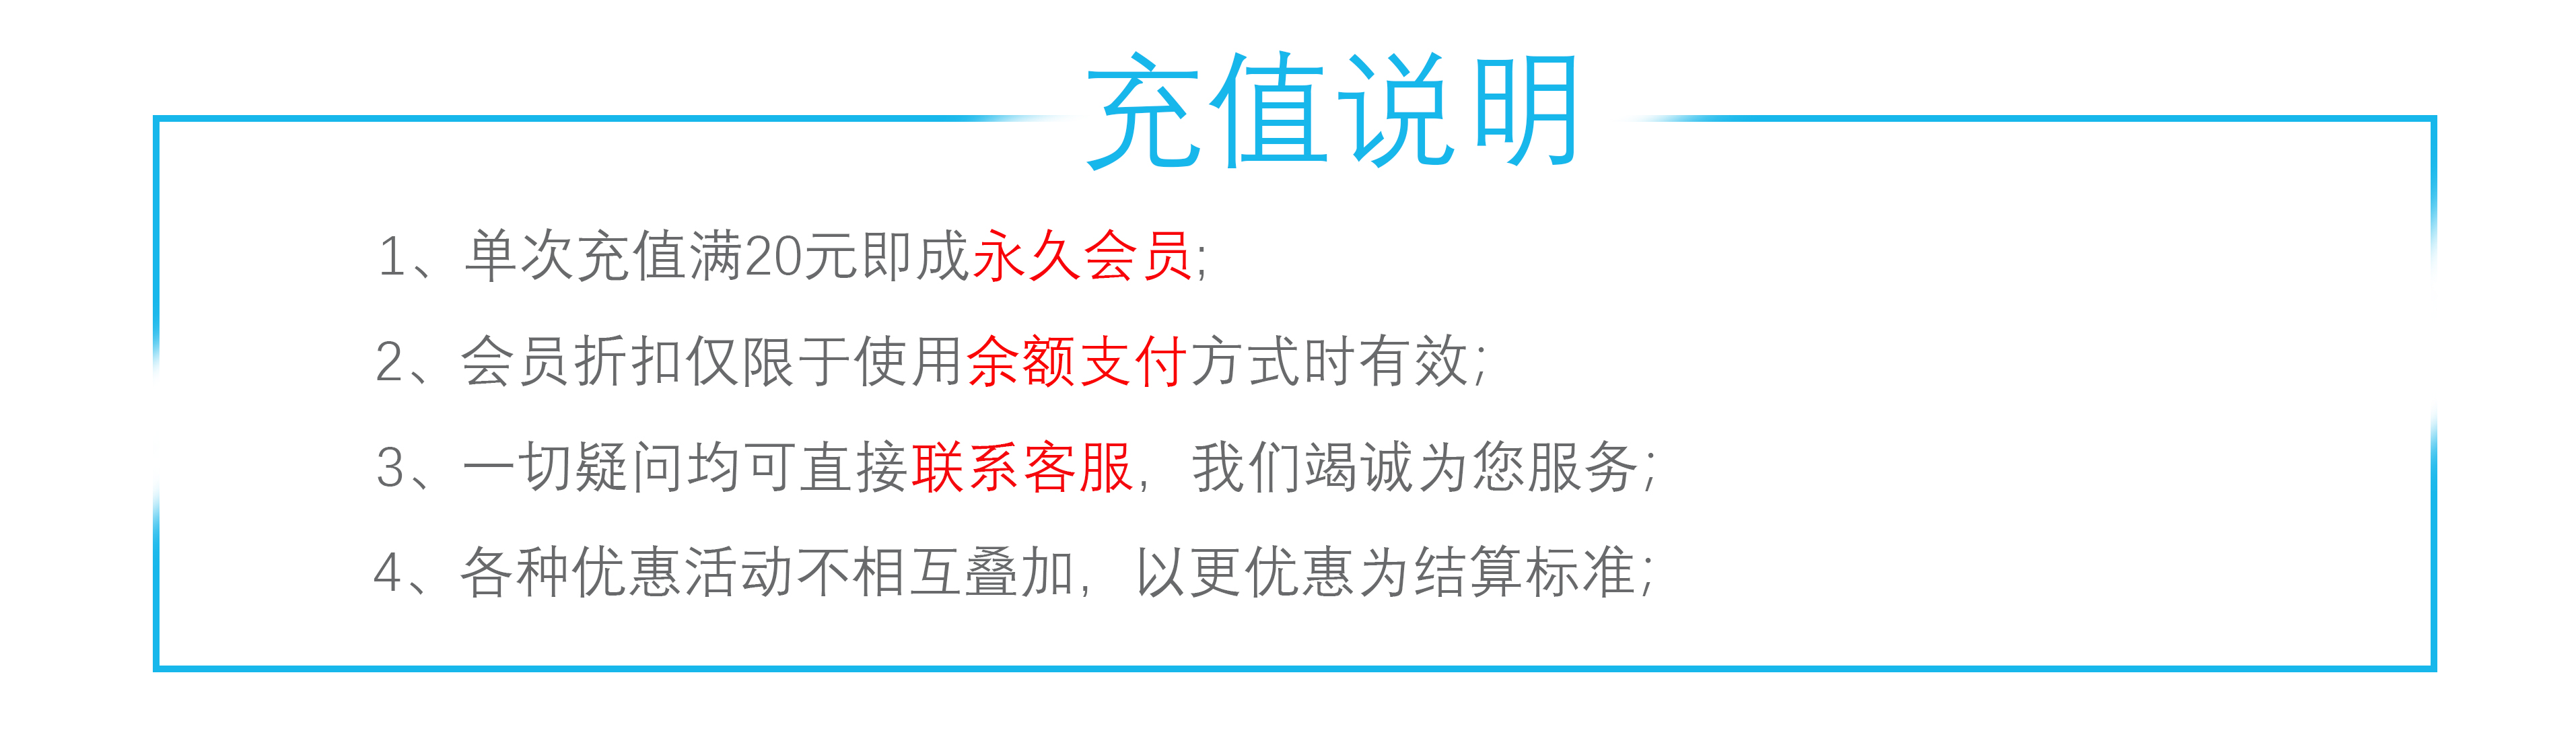 充值说明
1、单次充值满20元即成永久会员;
2、会员折扣仅限于使用余额支付方式时有效;
3、一切疑问均可直接联系客服，我们竭诚为您服务;
4、各种优惠活动不相互叠加，以更优惠为结算标准;